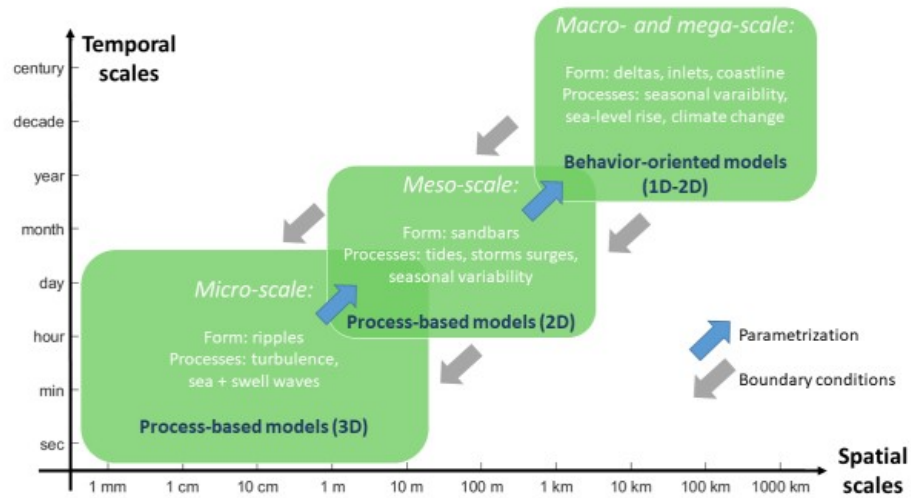 Temporal
scales
century
decade
year
month
day
hour
min
sec
Macro- and mega-scale:
Form: deltas, inlets, coastline
Processes: seasonal varaiblity,
sea-level rise, climate change
Behavior-oriented models
(1D-2D)
Meso-scale:
Form: sandbars
Processes: tides, storms surges,
seasonal variability
Process-based models (2D)
Micro-scale:
Form: ripples
Processes: turbulence,
sea + swell waves
Process-based models (3D)
Parametrization
Boundary conditions
1 mm 1 cm 10 cm 1 m 10 m 100 m 1 km 10 km 100 km 1000 km
Spatial
scales